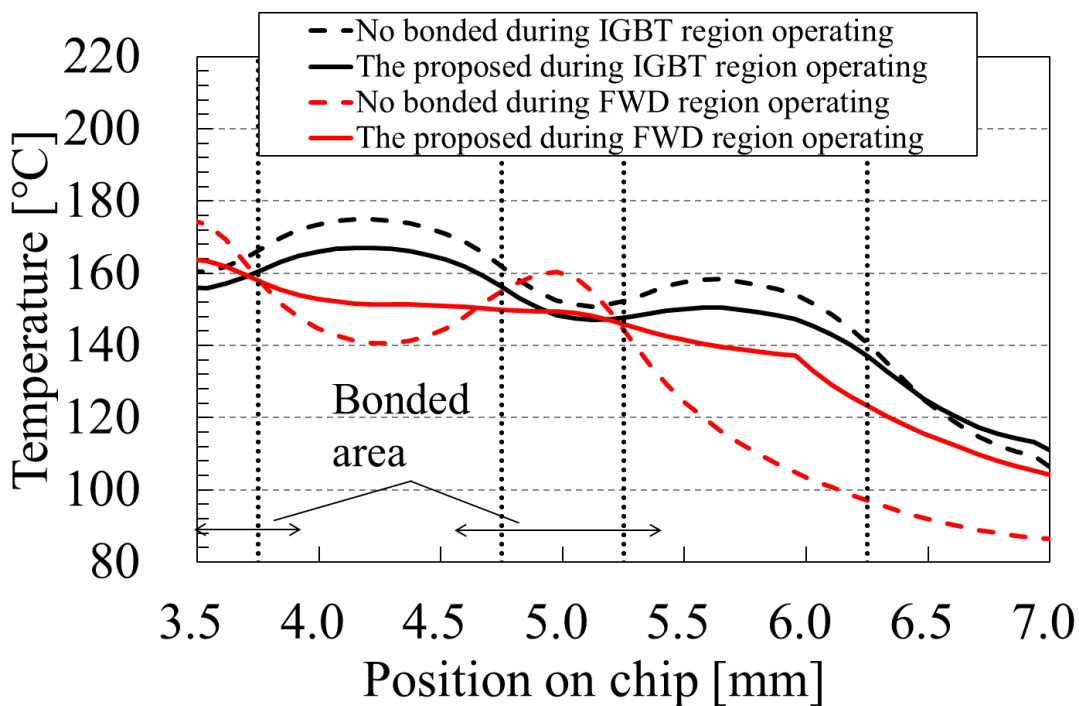 No bonded during IGBT region operating
The proposed during IGBT region operating
No bonded during FWD region operating
The proposed during FWD region operating
Temperature [°C]
220
200
180
160
140
120
100
80
Bonded
area
3.5 4.0 4.5 5.0 5.5 6.0 6.5 7.0
Position on chip [mm]